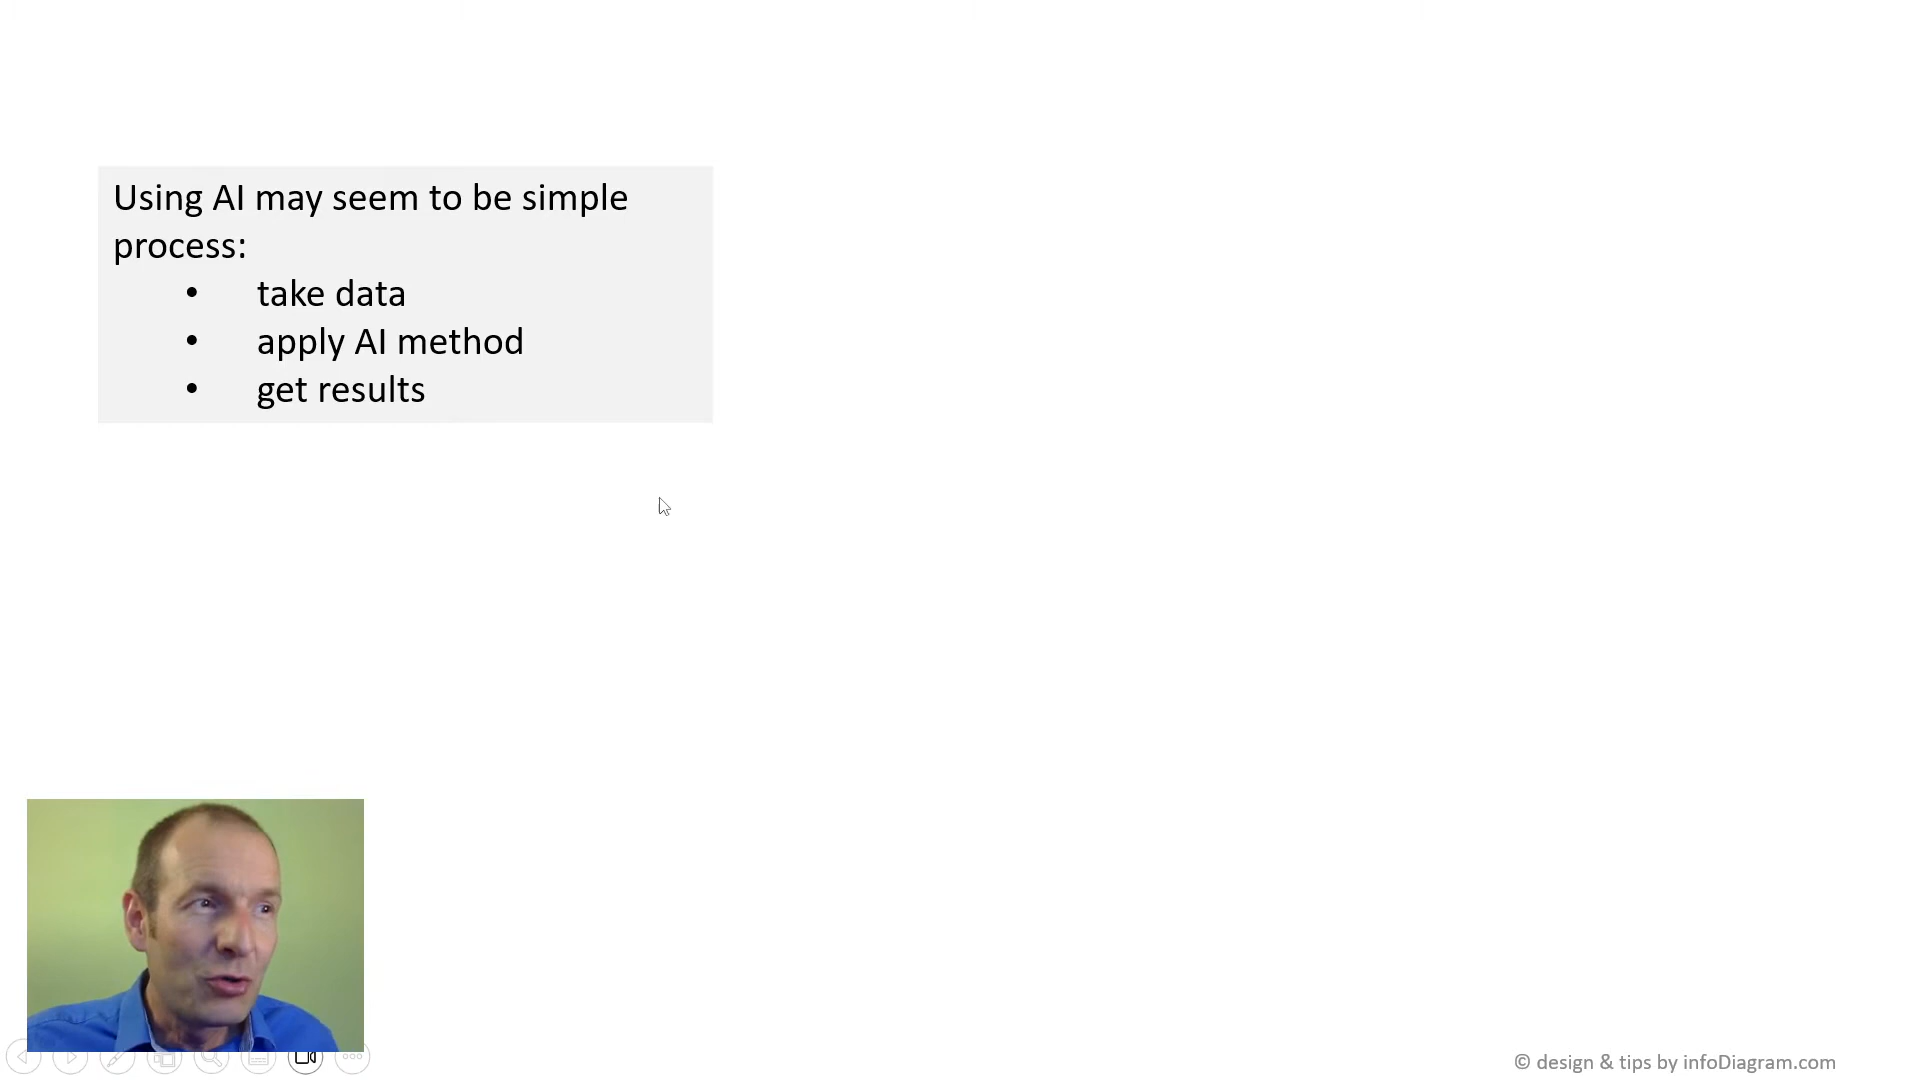 Using AI may seem to be simple
process:
• take data
• apply AI method
• get results
© design & tips by infoDiagram.com